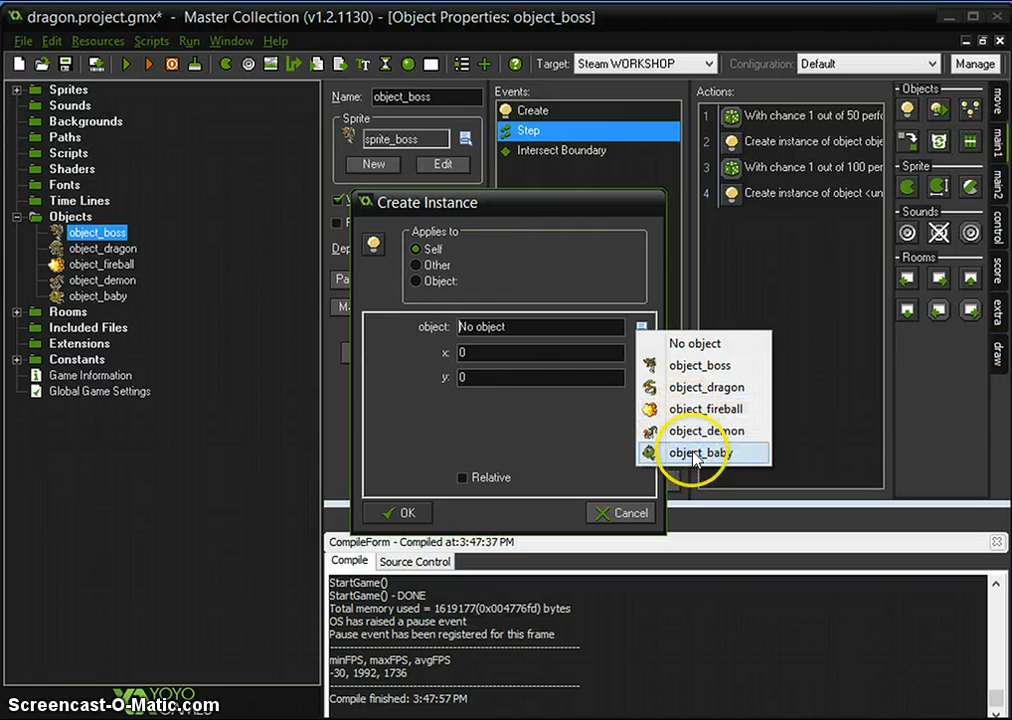 dragon.project.gmx* - Master Collection (v1.2.1130) - [Object Properties: object_boss]
File Edit Resources Scripts Run Window Help
Target: Steam WORKSHOP Configuration: Default Manage
Sprites
Sounds
Backgrounds
Paths
Scripts
Shaders
Fonts
Time Lines
Objects
object_boss
object_dragon
object_fireball
object_demon
object_baby
Rooms
Included Files
Extensions
Constants
Game Information
Global Game Settings
Name: object_boss
Sprite
sprite_boss
New Edit
Events:
Create
Step
Intersect Boundary
Actions:
1 With chance 1 out of 50 perfo
2 Create instance of object obje
3 With chance 1 out of 100 per
4 Create instance of object <un
Objects
Sprite
Sounds
Rooms
move
main1
main2
control
score
extra
draw
Create Instance
Applies to
Self
Other
Object:
object: No object
x: 0
y: 0
Relative
OK Cancel
No object
object_boss
object_dragon
object_fireball
object_demon
object_baby
CompileForm - Compiled at:3:47:37 PM
Compile Source Control
StartGame()
StartGame() - DONE
Total memory used = 1619177(0x004776fd) bytes
OS has raised a pause event
Pause event has been registered for this frame
minFPS, maxFPS, avgFPS
-30, 1992, 1736
Compile finished: 3:47:57 PM
YOYO
Screencast-O-Matic.com